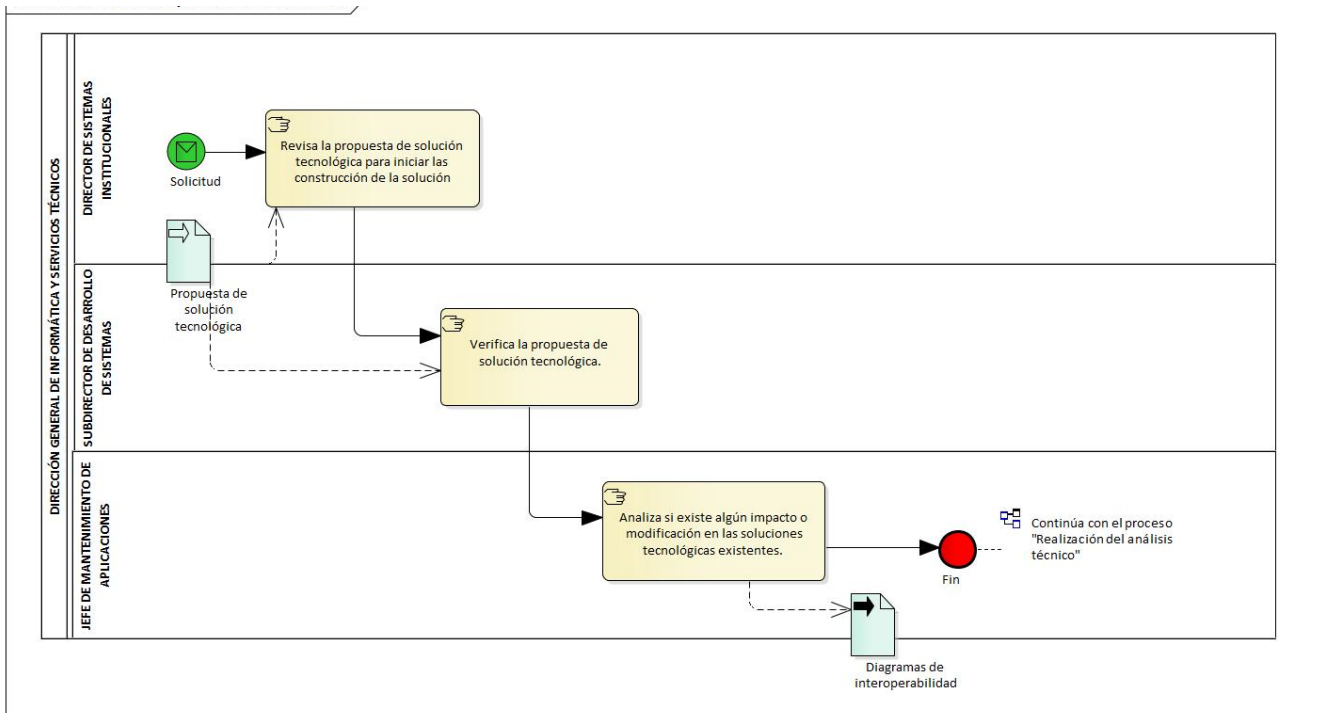 DIRECCIÓN GENERAL DE INFORMÁTICA Y SERVICIOS TÉCNICOS
DIRECTOR DE SISTEMAS
INSTITUCIONALES
Solicitud
Revisa la propuesta de solución
tecnológica para iniciar las
construcción de la solución
Propuesta de
solución
tecnológica
SUBDIRECTOR DE DESARROLLO
DE SISTEMAS
Verifica la propuesta de
solución tecnológica.
JEFE DE MANTENIMIENTO DE
APLICACIONES
Analiza si existe algún impacto o
modificación en las soluciones
tecnológicas existentes.
Fin
Continúa con el proceso
"Realización del análisis
técnico"
Diagramas de
interoperabilidad